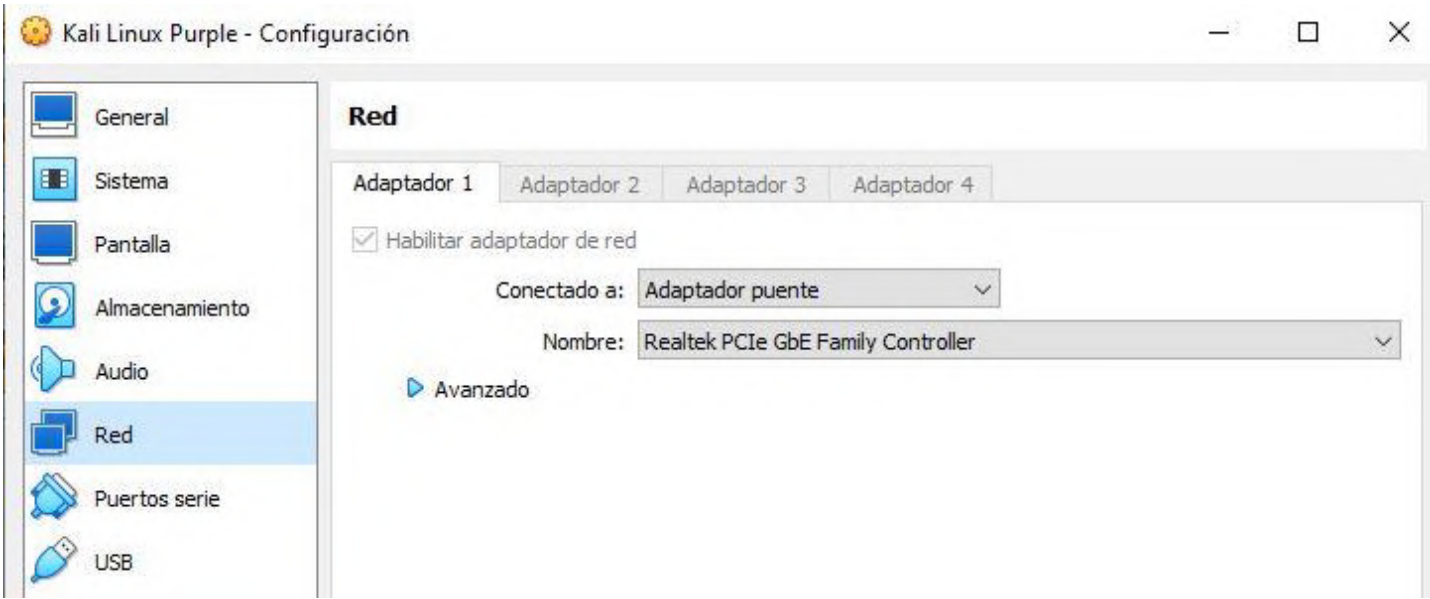 Kali Linux Purple - Configuración
General
Sistema
Pantalla
Almacenamiento
Audio
Red
Puertos serie
USB
Red
Adaptador 1 Adaptador 2 Adaptador 3 Adaptador 4
Habilitar adaptador de red
Conectado a: Adaptador puente
Nombre: Realtek PCIe GbE Family Controller
Avanzado